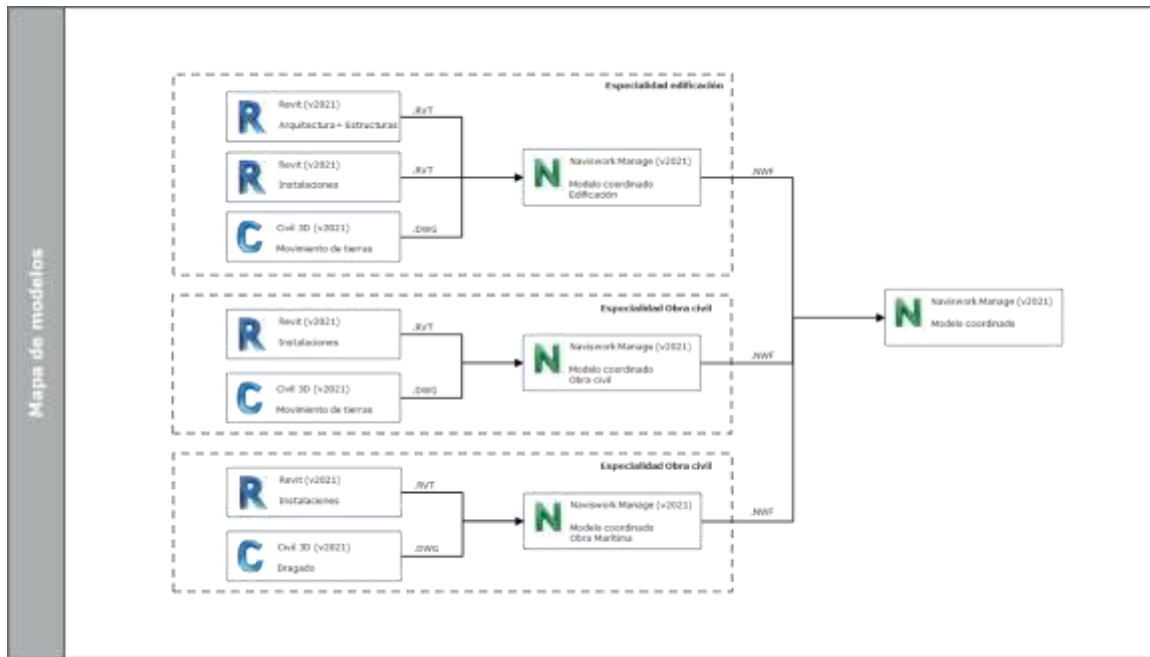 Mapa de modelos
Especialidad edificación
Revit (v2021)
Arquitectura+ Estructuras
.RVT
Revit (v2021)
Instalaciones
.RVT
Civil 3D (v2021)
Movimiento de tierras
.DWG
Naviswork Manage (v2021)
Modelo coordinado
Edificación
.NWF
Especialidad Obra civil
Revit (v2021)
Instalaciones
.RVT
Civil 3D (v2021)
Movimiento de tierras
.DWG
Naviswork Manage (v2021)
Modelo coordinado
Obra civil
.NWF
Especialidad Obra civil
Revit (v2021)
Instalaciones
.RVT
Civil 3D (v2021)
Dragado
.DWG
Naviswork Manage (v2021)
Modelo coordinado
Obra Marítima
.NWF
Naviswork Manage (v2021)
Modelo coordinado